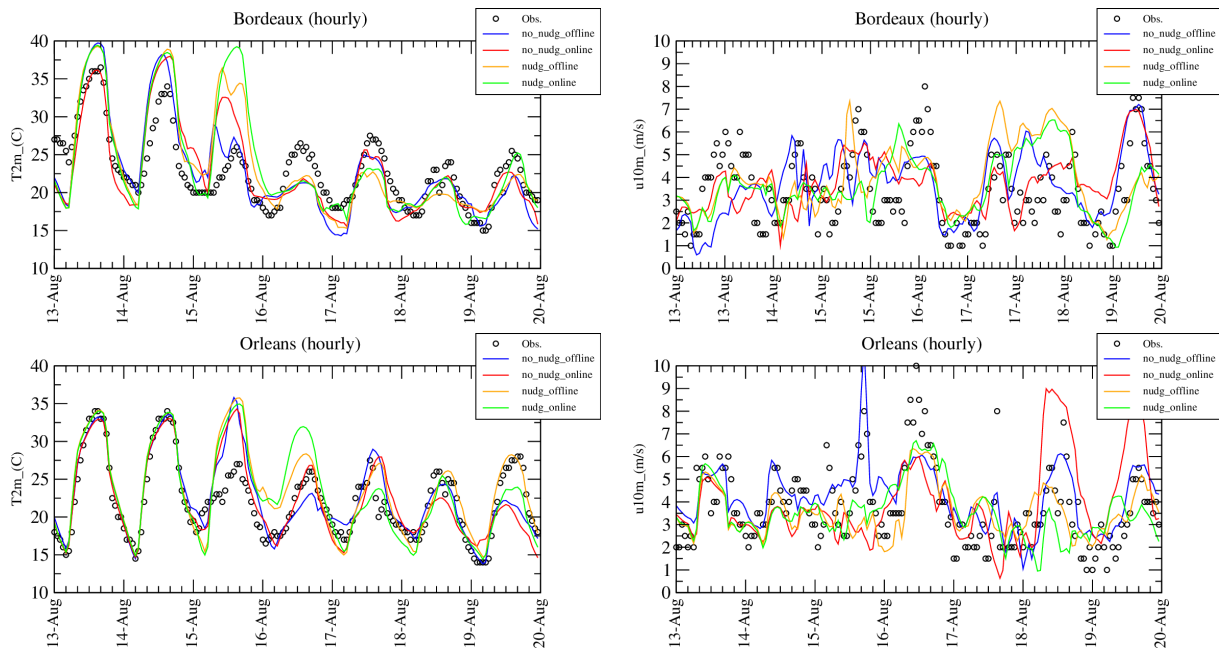 Bordeaux (hourly)
Obs.
no_nudg_offline
no_nudg_online
nudg_offline
nudg_online
T2m_(C)
40
35
30
25
20
15
10
13-Aug
14-Aug
15-Aug
16-Aug
17-Aug
18-Aug
19-Aug
20-Aug
Bordeaux (hourly)
Obs.
no_nudg_offline
no_nudg_online
nudg_offline
nudg_online
u10m_(m/s)
10
9
8
7
6
5
4
3
2
1
0
13-Aug
14-Aug
15-Aug
15-Aug
16-Aug
17-Aug
17-Aug
18-Aug
19-Aug
20-Aug
Orleans (hourly)
Obs.
no_nudg_offline
no_nudg_online
nudg_offline
nudg_online
T2m_(C)
40
35
30
25
20
15
10
13-Aug
14-Aug
15-Aug
16-Aug
17-Aug
18-Aug
19-Aug
20-Aug
Orleans (hourly)
Obs.
no_nudg_offline
no_nudg_online
nudg_offline
nudg_online
u10m_(m/s)
10
9
8
7
6
5
4
3
2
1
0
13-Aug
14-Aug
15-Aug
16-Aug
17-Aug
18-Aug
19-Aug
20-Aug